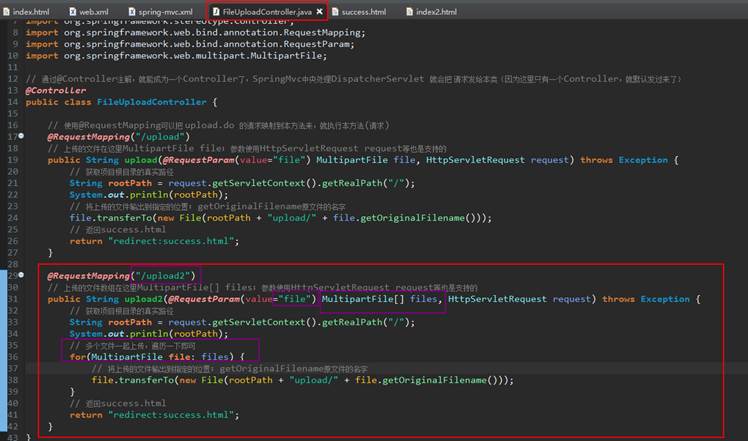 index.html web.xml spring-mvc.xml FileUploadController.java success.html index2.html
7 import org.springframework.stereotype.Controller;
8 import org.springframework.web.bind.annotation.RequestMapping;
9 import org.springframework.web.bind.annotation.RequestParam;
10 import org.springframework.web.multipart.MultipartFile;
11
12 // 通过@Controller注解，就能成为一个Controller了，SpringMvc中央处理DispatcherServlet 就会把 请求发给本类（因为这里只有一个Controller，就默认发过来了）
13 @Controller
14 public class FileUploadController {
15
16 // 使用@RequestMapping可以把 upload.do 的请求映射到本方法来，就执行本方法(请求)
17 @RequestMapping("/upload")
18 // 上传的文件在这里MultipartFile file；参数使用HttpServletRequest request等也是支持的
19 public String upload(@RequestParam(value="file") MultipartFile file, HttpServletRequest request) throws Exception {
20 // 获取项目根目录的真实路径
21 String rootPath = request.getServletContext().getRealPath("/");
22 System.out.println(rootPath);
23 // 将上传的文件输出到指定的位置；getOriginalFilename原文件的名字
24 file.transferTo(new File(rootPath + "upload/" + file.getOriginalFilename()));
25 // 返回success.html
26 return "redirect:success.html";
27 }
28
29 @RequestMapping("/upload2")
30 // 上传的文件数组在这里MultipartFile[] files；参数使用HttpServletRequest request等也是支持的
31 public String upload2(@RequestParam(value="file") MultipartFile[] files, HttpServletRequest request) throws Exception {
32 // 获取项目根目录的真实路径
33 String rootPath = request.getServletContext().getRealPath("/");
34 System.out.println(rootPath);
35 // 多个文件一起上传，遍历一下即可
36 for(MultipartFile file: files) {
37 // 将上传的文件输出到指定的位置；getOriginalFilename原文件的名字
38 file.transferTo(new File(rootPath + "upload/" + file.getOriginalFilename()));
39 }
40 // 返回success.html
41 return "redirect:success.html";
42 }
43 }